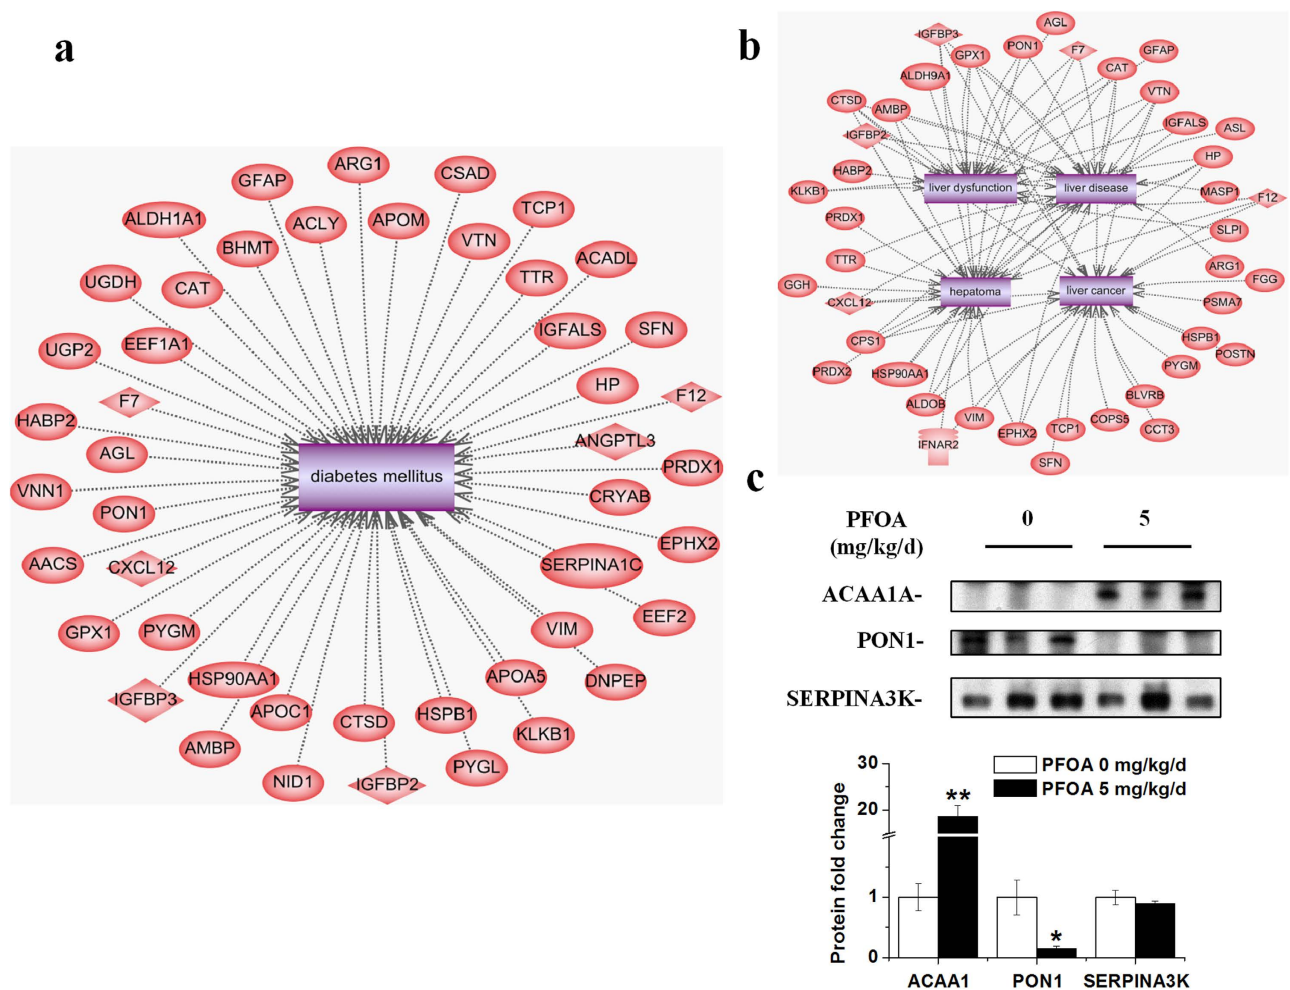 a
ARG1
GFAP
CSAD
ALDH1A1
ACLY
APOM
TCP1
BHMT
VTN
UGDH
CAT
TTR
ACADL
UGP2
EEF1A1
IGFALS
SFN
F7
HP
F12
HABP2
AGL
ANGPTL3
diabetes mellitus
PRDX1
VNN1
CRYAB
PON1
EPHX2
AACS
CXCL12
SERPINA1C
GPX1
PYGM
VIM
EEF2
IGFBP3
HSP90AA1
APOA5
DNPEP
APOC1
CTSD
HSPB1
KLKB1
AMBP
PYGL
NID1
IGFBP2
b
AGL
IGFBP3
GPX1
PON1
F7
GFAP
ALDH9A1
CAT
CTSD
AMBP
VTN
IGFBP2
IGFALS
ASL
HP
HABP2
KLKB1
liver dysfunction
liver disease
MASP1
F12
PRDX1
SLPI
TTR
ARG1
GGH
CXCL12
hepatoma
liver cancer
FGG
PSMA7
CPS1
HSPB1
POSTN
PRDX2
HSP90AA1
PYGM
ALDOB
VIM
BLVRB
IFNAR2
EPHX2
TCP1
COPS5
CCT3
SFN
c
PFOA
(mg/kg/d)
0
5
ACAA1A-
PON1-
SERPINA3K-
Protein fold change
30
20
1
0
PFOA 0 mg/kg/d
PFOA 5 mg/kg/d
**
*
ACAA1
PON1
SERPINA3K